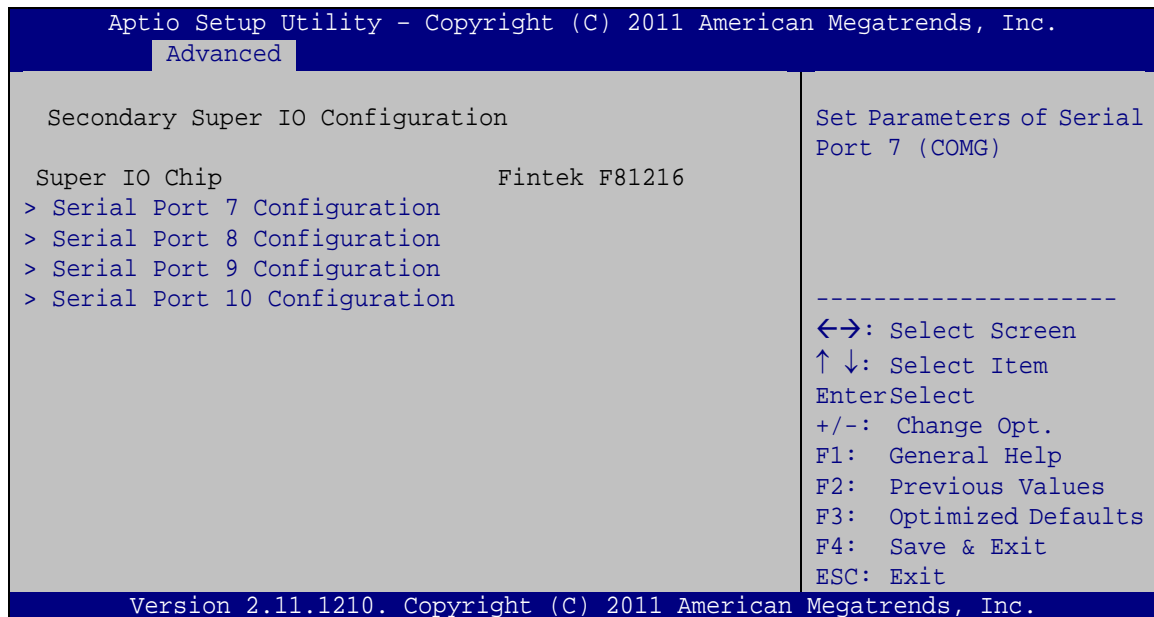 Aptio Setup Utility – Copyright (C) 2011 American Megatrends, Inc.
Advanced
Secondary Super IO Configuration
Super IO Chip Fintek F81216
> Serial Port 7 Configuration
> Serial Port 8 Configuration
> Serial Port 9 Configuration
> Serial Port 10 Configuration
Set Parameters of Serial
Port 7 (COMG)
---------------------
←→: Select Screen
↑ ↓: Select Item
EnterSelect
+/-: Change Opt.
F1: General Help
F2: Previous Values
F3: Optimized Defaults
F4: Save & Exit
ESC: Exit
Version 2.11.1210. Copyright (C) 2011 American Megatrends, Inc.